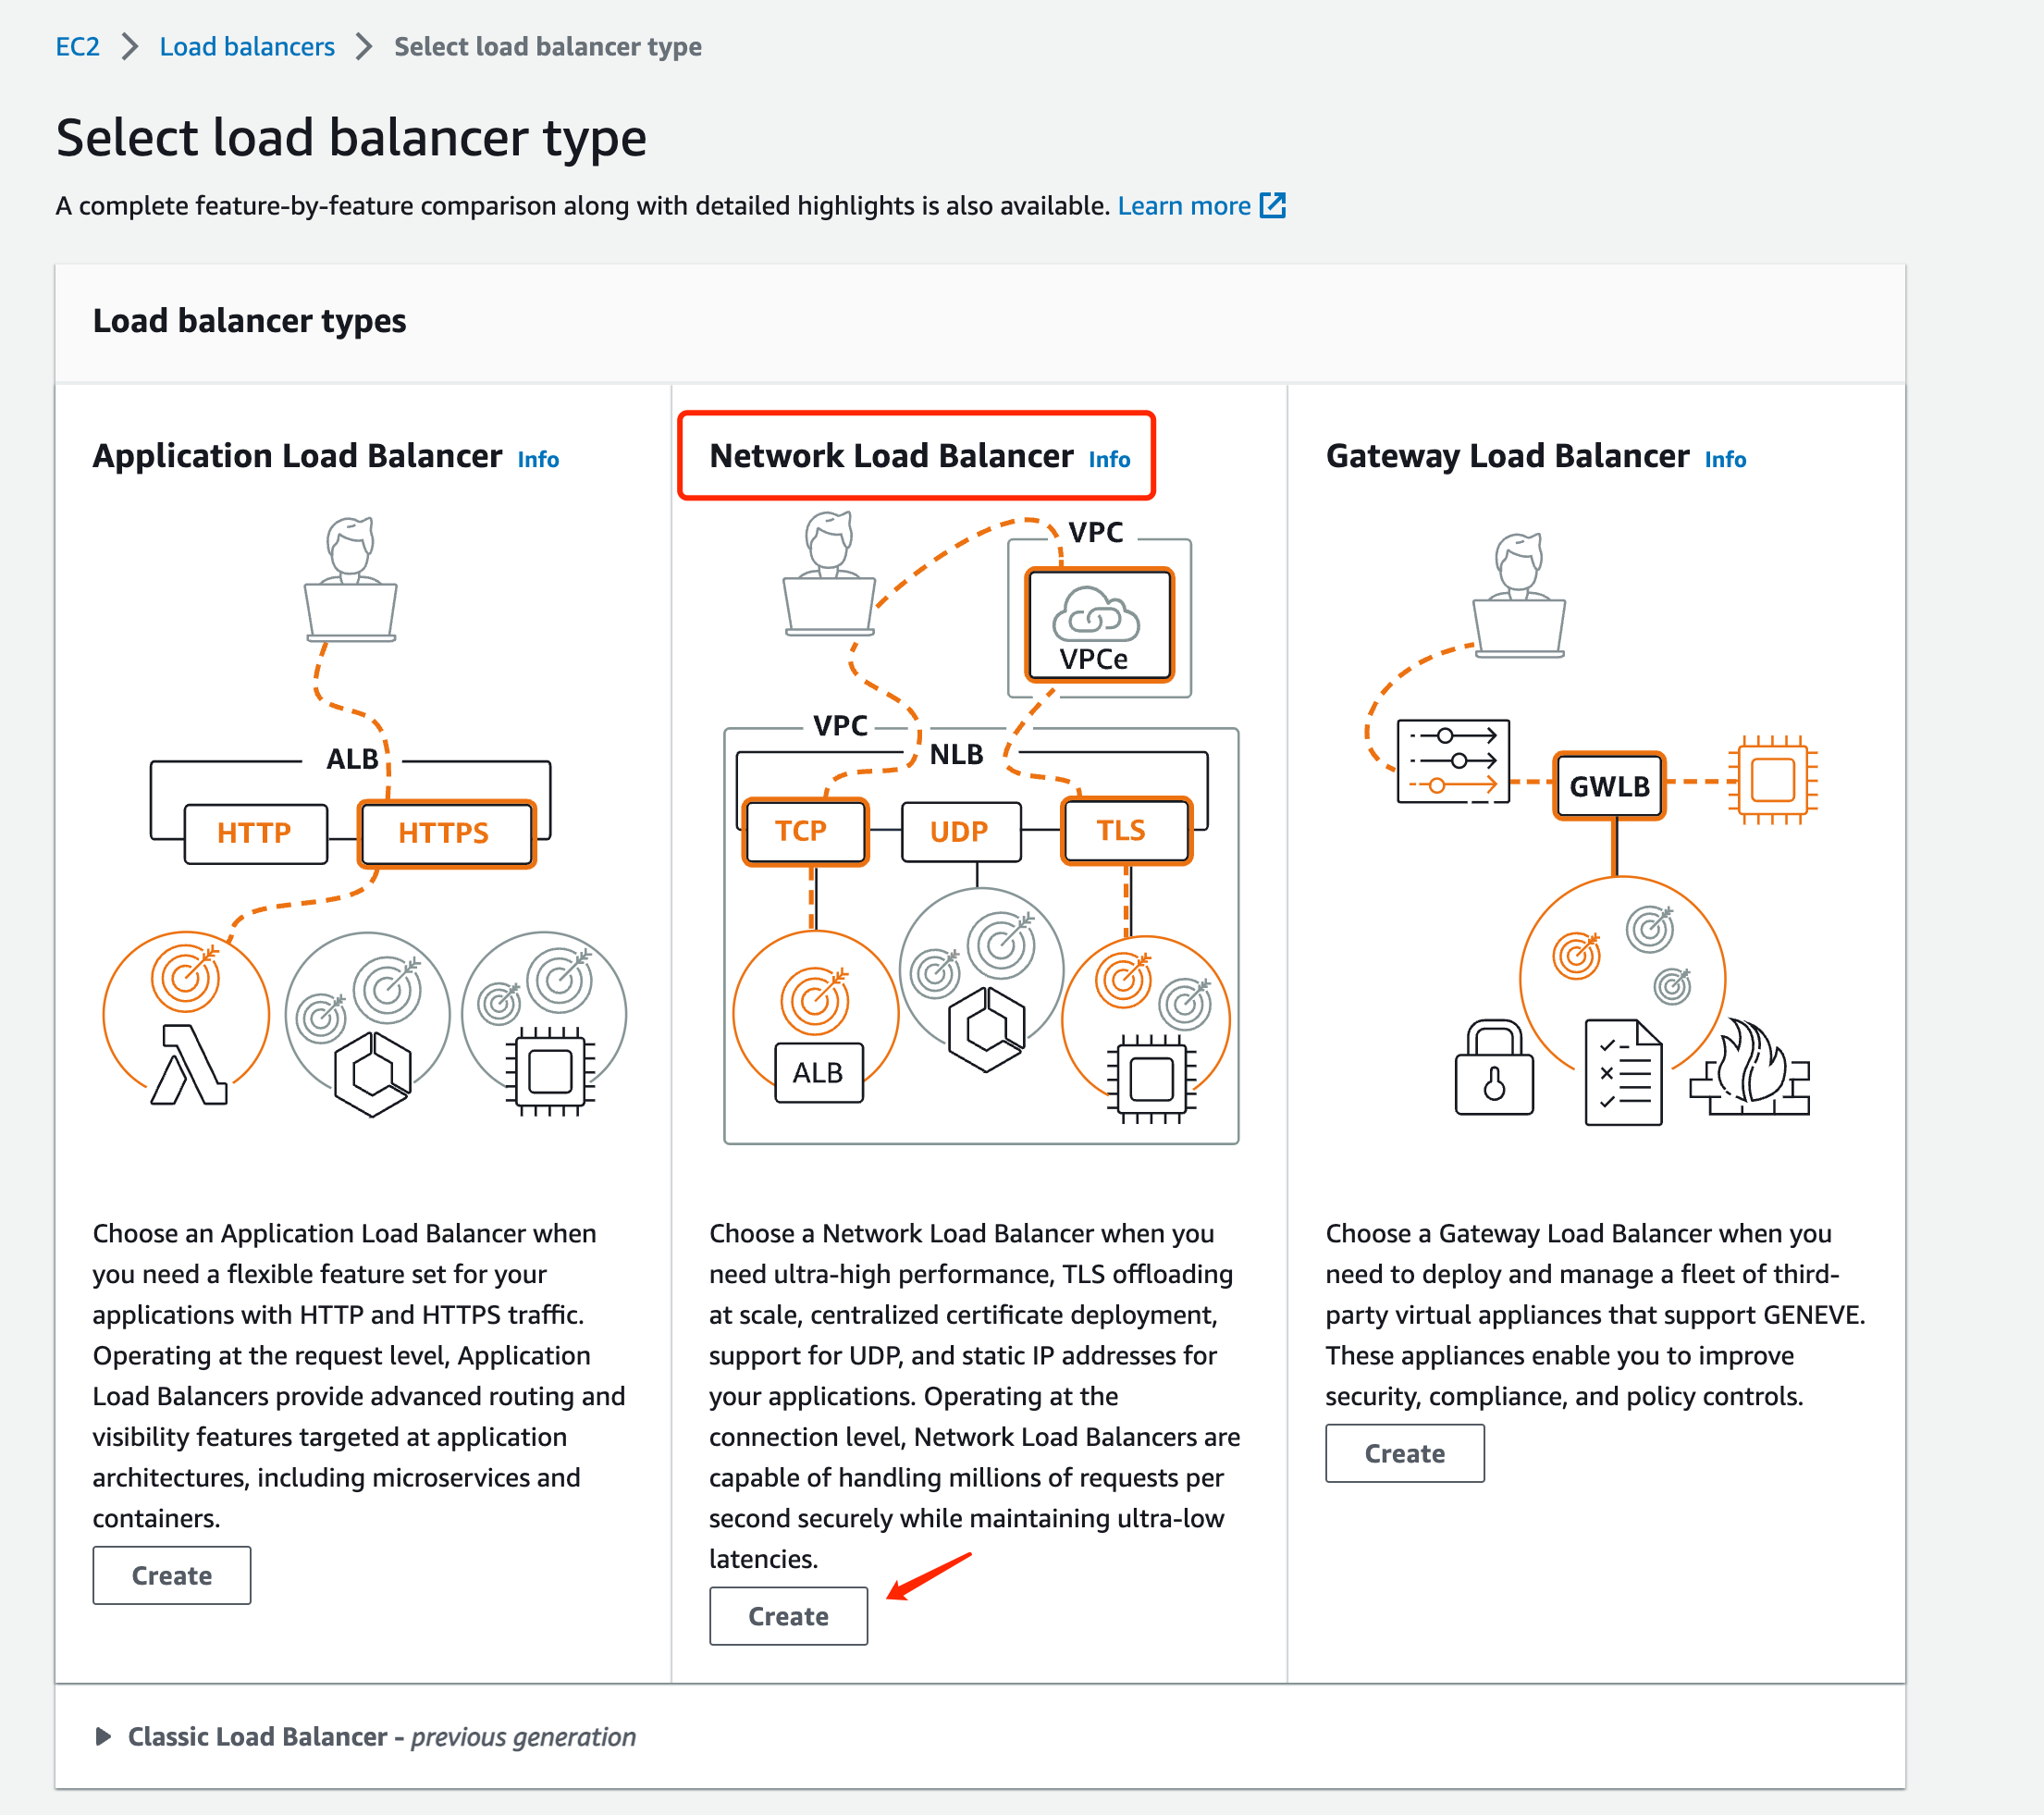 EC2 > Load balancers > Select load balancer type
Select load balancer type
A complete feature-by-feature comparison along with detailed highlights is also available. Learn more
Load balancer types
Application Load Balancer Info
ALB
HTTP
HTTPS
Choose an Application Load Balancer when
you need a flexible feature set for your
applications with HTTP and HTTPS traffic.
Operating at the request level, Application
Load Balancers provide advanced routing and
visibility features targeted at application
architectures, including microservices and
containers.
Create
Network Load Balancer Info
VPC
VPCe
VPC
NLB
TCP
UDP
TLS
ALB
Choose a Network Load Balancer when you
need ultra-high performance, TLS offloading
at scale, centralized certificate deployment,
support for UDP, and static IP addresses for
your applications. Operating at the
connection level, Network Load Balancers are
capable of handling millions of requests per
second securely while maintaining ultra-low
latencies.
Create
Gateway Load Balancer Info
GWLB
Choose a Gateway Load Balancer when you
need to deploy and manage a fleet of third-
party virtual appliances that support GENEVE.
These appliances enable you to improve
security, compliance, and policy controls.
Create
Classic Load Balancer - previous generation